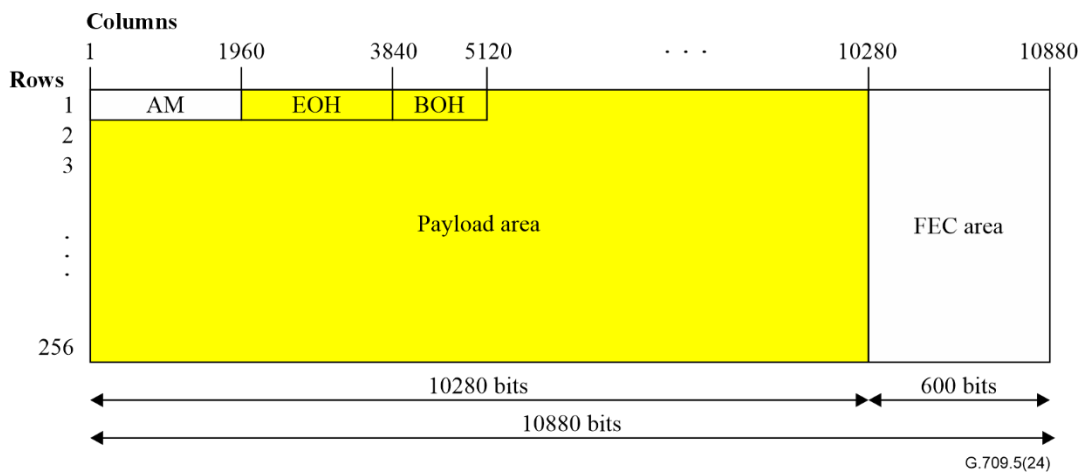 Columns
1 1960 3840 5120 . . . 10280 10880
Rows
1 AM EOH BOH
2
3
Payload area FEC area
.
.
.
256
10280 bits 600 bits
10880 bits
G.709.5(24)